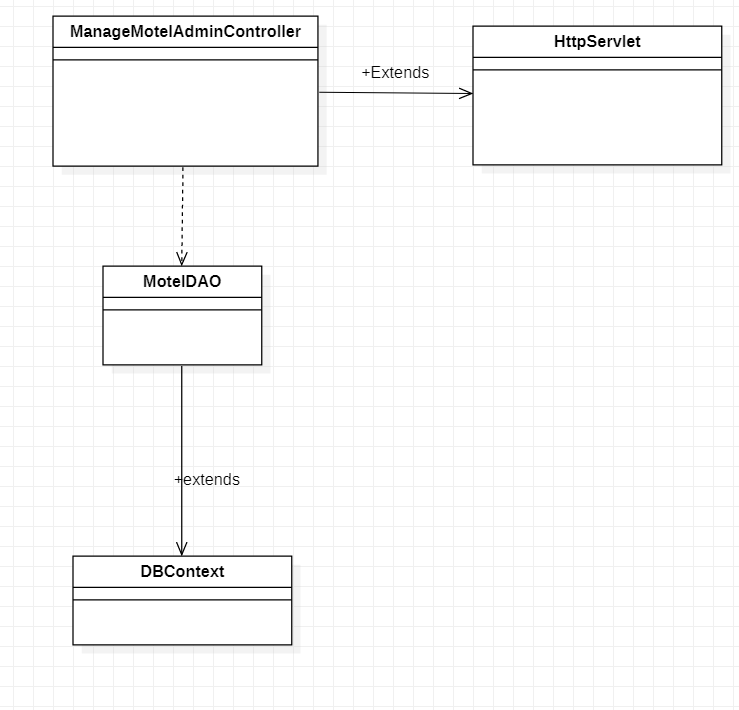 ManageMotelAdminController
HttpServlet
+Extends
MotelDAO
+extends
DBContext